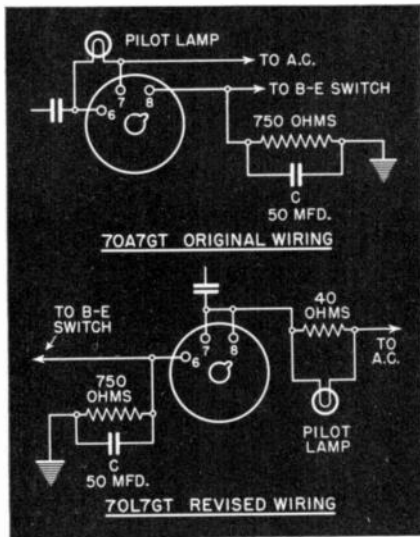 PILOT LAMP
TO A.C.
TO B-E SWITCH
7
8
6
750 OHMS
C
50 MFD.
70A7GT ORIGINAL WIRING
40
OHMS
TO B-E
SWITCH
7
8
6
TO
A.C.
750
OHMS
C
50 MFD.
PILOT
LAMP
70L7GT REVISED WIRING